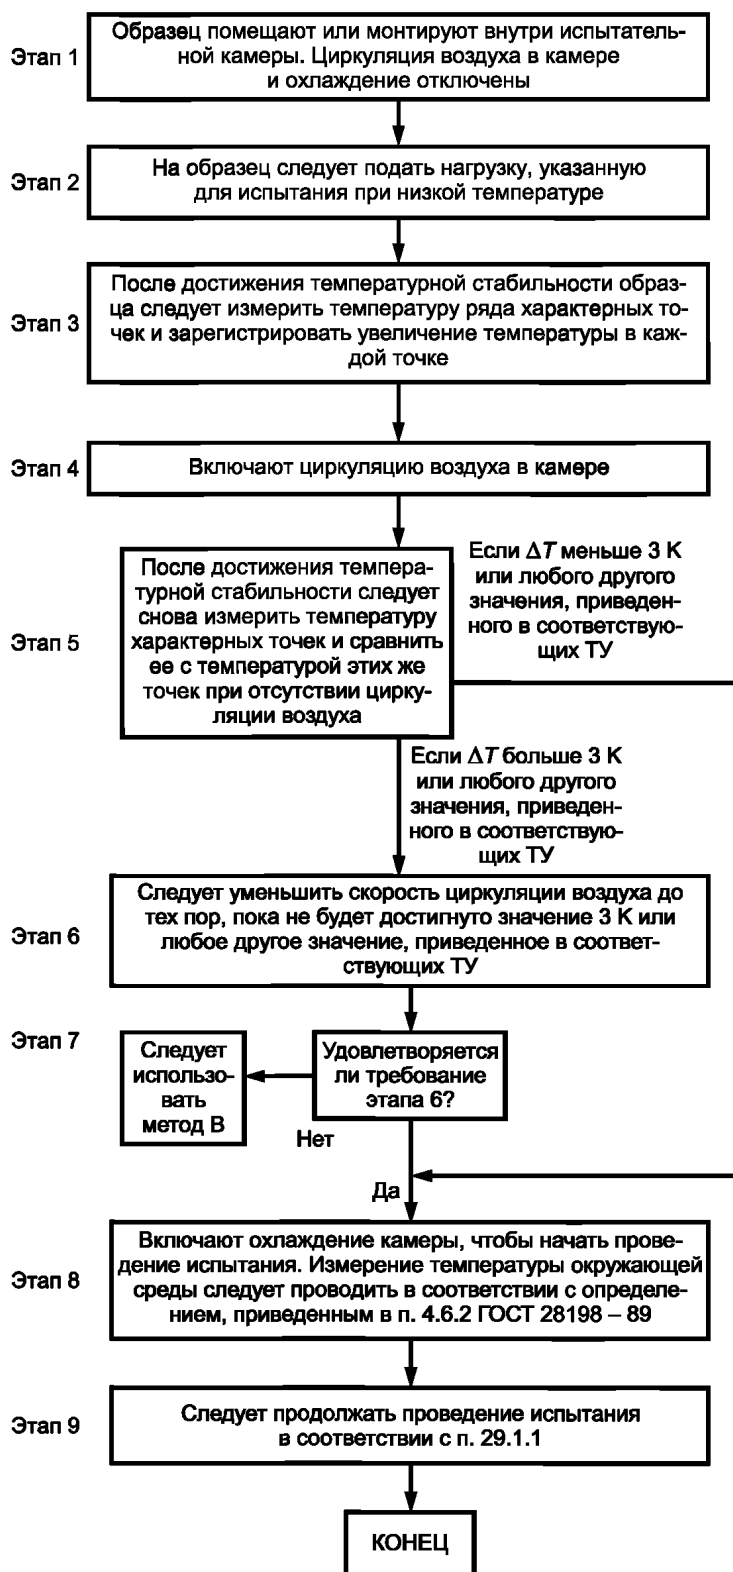 Этап 1
Образец помещают или монтируют внутри испытатель-
ной камеры. Циркуляция воздуха в камере
и охлаждение отключены
Этап 2
На образец следует подать нагрузку, указанную
для испытания при низкой температуре
Этап 3
После достижения температурной стабильности образ-
ца следует измерить температуру ряда характерных то-
чек и зарегистрировать увеличение температуры в каж-
дой точке
Этап 4
Включают циркуляцию воздуха в камере
Этап 5
После достижения темпера-
турной стабильности следует
снова измерить температуру
характерных точек и сравнить
ее с температурой этих же
точек при отсутствии цирку-
ляции воздуха
Если ΔT меньше 3 К
или любого другого
значения, приведен-
ного в соответствую-
щих ТУ
Если ΔT больше 3 К
или любого другого
значения, приведен-
ного в соответствую-
щих ТУ
Этап 6
Следует уменьшить скорость циркуляции воздуха до
тех пор, пока не будет достигнуто значение 3 К или
любое другое значение, приведенное в соответ-
ствующих ТУ
Этап 7
Следует
использо-
вать
метод В
Удовлетворяется
ли требование
этапа 6?
Нет
Да
Этап 8
Включают охлаждение камеры, чтобы начать прове-
дение испытания. Измерение температуры окружающей
среды следует проводить в соответствии с определе-
нием, приведенным в п. 4.6.2 ГОСТ 28198 – 89
Этап 9
Следует продолжать проведение испытания
в соответствии с п. 29.1.1
КОНЕЦ